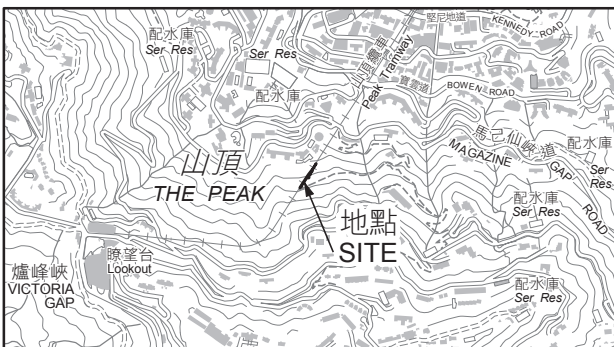 堅尼地道
KENNEDY ROAD
配水庫
Ser Res
Ser Res
配水庫
山頂纜車
Peak Tramway
寶雲道
BOWEN ROAD
馬己仙峽道
MAGAZINE
GAP
ROAD
配水庫
Ser
Res
山頂
THE PEAK
地點
SITE
配水庫
Ser Res
配水庫
Ser Res
瞭望台
Lookout
爐峰峽
VICTORIA
GAP